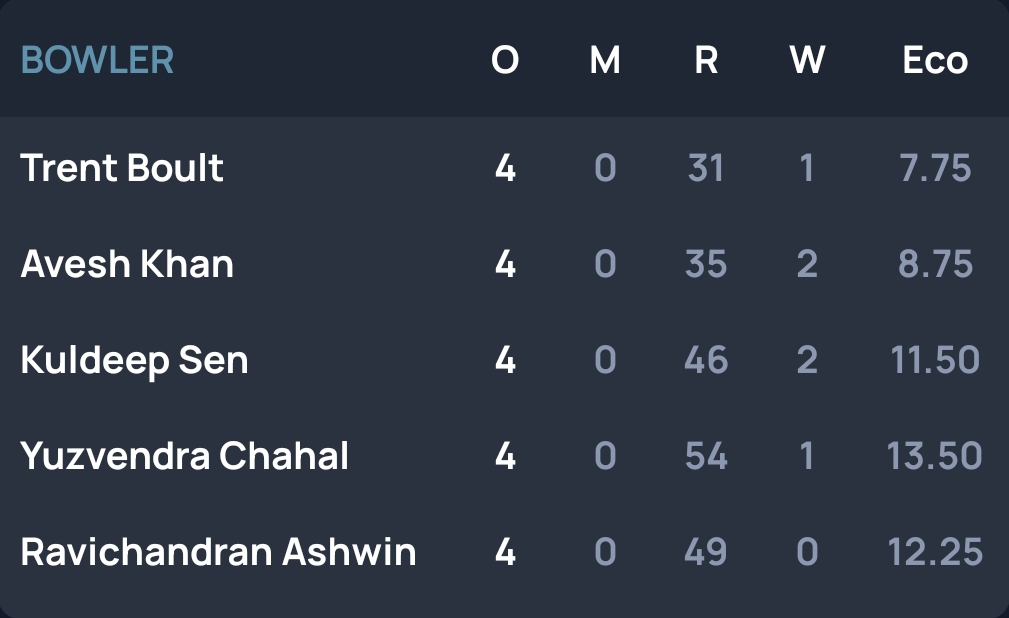 BOWLER O M R W Eco
Trent Boult 4 0 31 1 7.75
Avesh Khan 4 0 35 2 8.75
Kuldeep Sen 4 0 46 2 11.50
Yuzvendra Chahal 4 0 54 1 13.50
Ravichandran Ashwin 4 0 49 0 12.25